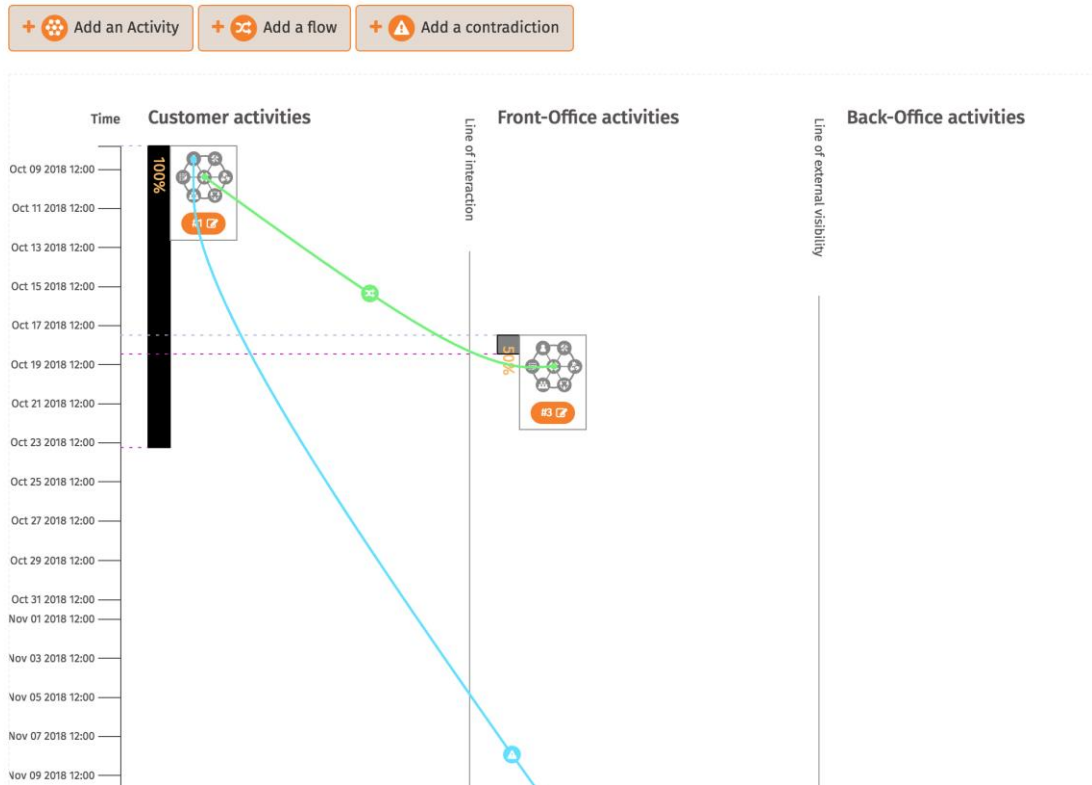 + Add an Activity
+ Add a flow
+ Add a contradiction
Time
Customer activities
Line of interaction
Front-Office activities
Line of external visibility
Back-Office activities
Oct 09 2018 12:00
Oct 11 2018 12:00
Oct 13 2018 12:00
Oct 15 2018 12:00
Oct 17 2018 12:00
Oct 19 2018 12:00
Oct 21 2018 12:00
Oct 23 2018 12:00
Oct 25 2018 12:00
Oct 27 2018 12:00
Oct 29 2018 12:00
Oct 31 2018 12:00
Nov 01 2018 12:00
Nov 03 2018 12:00
Nov 05 2018 12:00
Nov 07 2018 12:00
Nov 09 2018 12:00
100%
#1
50%
#3